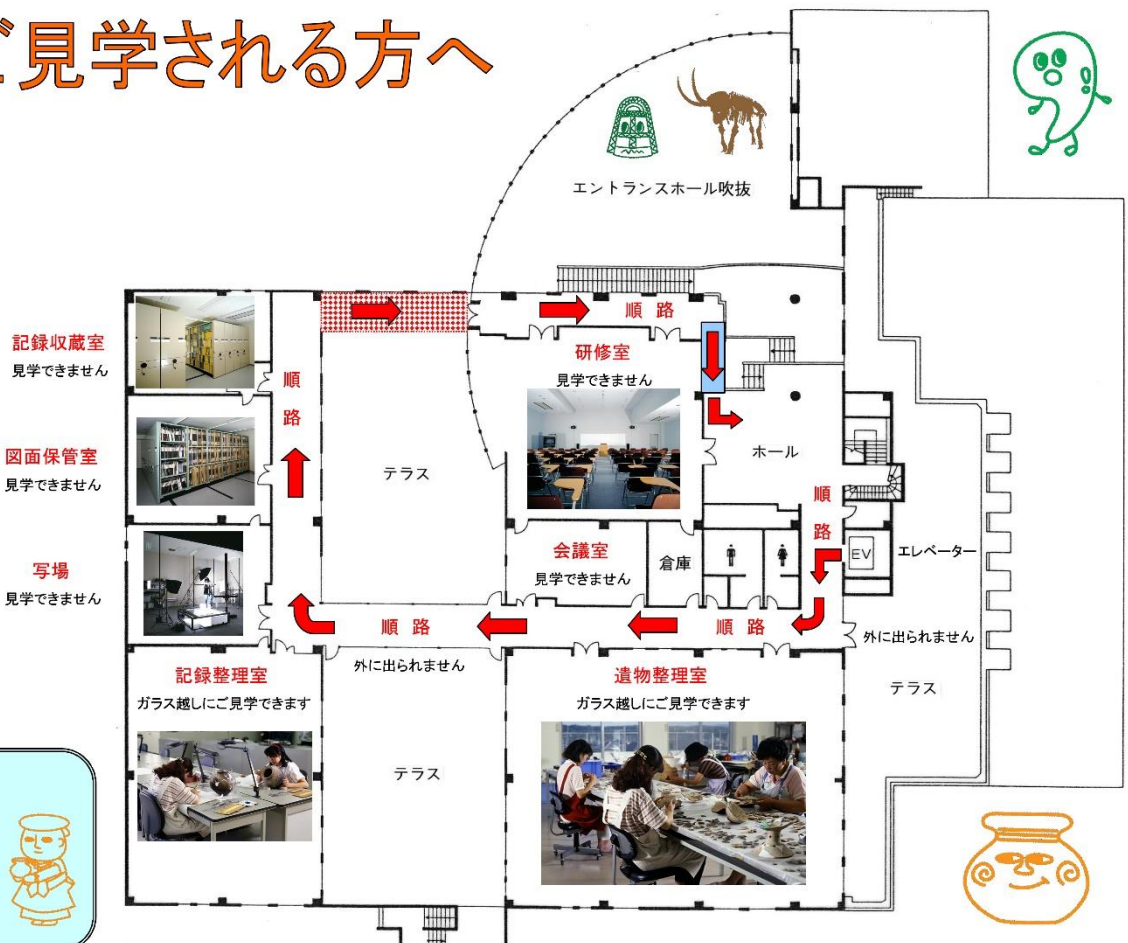 ご見学される方へ
エントランスホール吹抜
順 路
記録収蔵室
見学できません
順
路
研修室
見学できません
図面保管室
見学できません
テラス
ホール
順
路
写場
見学できません
会議室
見学できません
倉庫
EV
エレベーター
順 路
順 路
外に出られません
外に出られません
記録整理室
ガラス越しにご見学できます
遺物整理室
ガラス越しにご見学できます
テラス
テラス